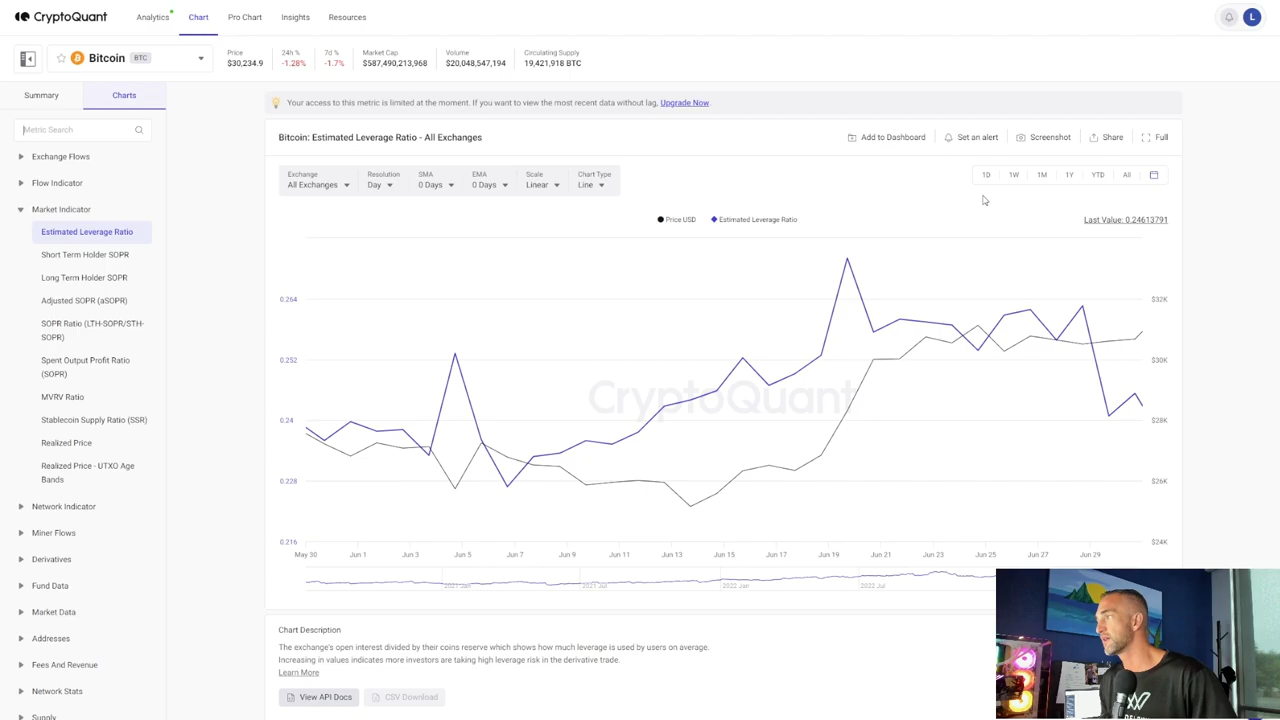 CryptoQuant
Analytics
Chart
Pro Chart
Insights
Resources
L
Bitcoin BTC
Price
$30,234.9
24h %
-1.28%
7d %
-1.7%
Market Cap
$587,490,213,968
Volume
$20,048,547,194
Circulating Supply
19,421,918 BTC
Summary
Charts
Metric Search
Exchange Flows
Flow Indicator
Market Indicator
Estimated Leverage Ratio
Short Term Holder SOPR
Long Term Holder SOPR
Adjusted SOPR (aSOPR)
SOPR Ratio (LTH-SOPR/STH-
SOPR)
Spent Output Profit Ratio
(SOPR)
MVRV Ratio
Stablecoin Supply Ratio (SSR)
Realized Price
Realized Price - UTXO Age
Bands
Network Indicator
Miner Flows
Derivatives
Fund Data
Market Data
Addresses
Fees And Revenue
Network Stats
Supply
Your access to this metric is limited at the moment. If you want to view the most recent data without lag, Upgrade Now.
Bitcoin: Estimated Leverage Ratio - All Exchanges
Add to Dashboard
Set an alert
Screenshot
Share
Full
Exchange
All Exchanges
Resolution
Day
SMA
0 Days
EMA
0 Days
Scale
Linear
Chart Type
Line
1D
1W
1M
1Y
YTD
All
Price USD
Estimated Leverage Ratio
Last Value: 0.24613791
0.264
0.252
0.24
0.228
0.216
$32K
$30K
$28K
$26K
$24K
CryptoQuant
May 30
Jun 1
Jun 3
Jun 5
Jun 7
Jun 9
Jun 11
Jun 13
Jun 15
Jun 17
Jun 19
Jun 21
Jun 23
Jun 25
Jun 27
Jun 29
2021 Jan
2021 Jul
2022 Jan
2022 Jul
Chart Description
The exchange's open interest divided by their coins reserve which shows how much leverage is used by users on average.
Increasing in values indicates more investors are taking high leverage risk in the derivative trade.
Learn More
View API Docs
CSV Download